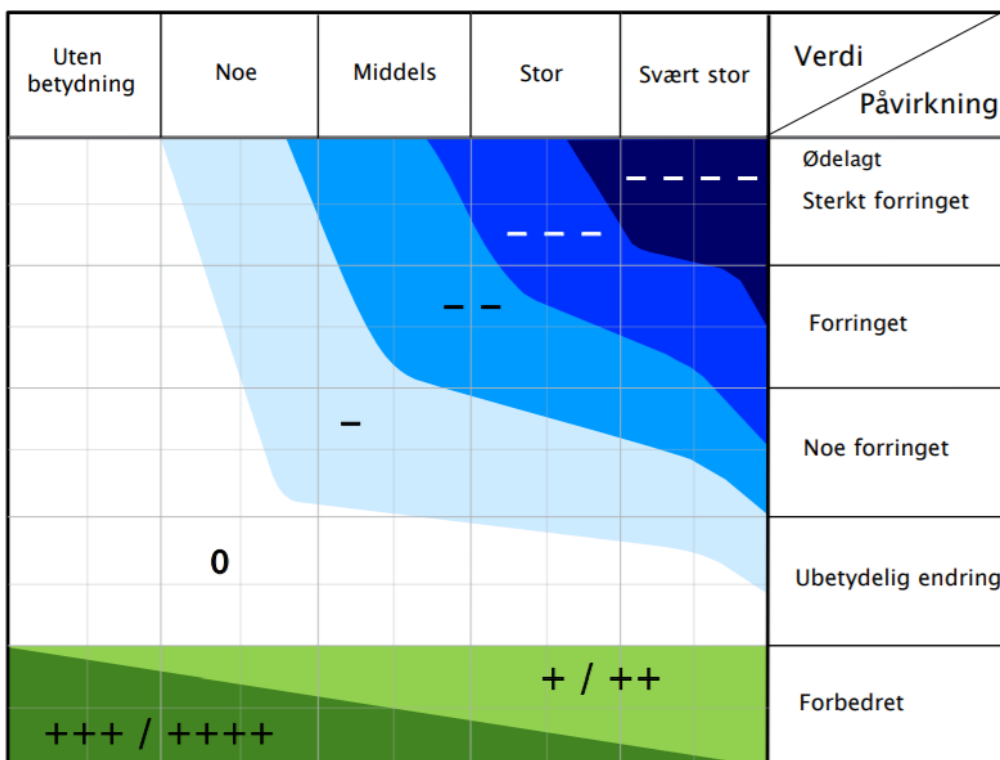 Uten
betydning
Noe
Middels
Stor
Svært stor
Verdi
Påvirkning
Ødelagt
Sterkt forringet
– – – –
– – –
Forringet
– –
Noe forringet
–
Ubetydelig endring
0
Forbedret
+ / ++
+++ / ++++